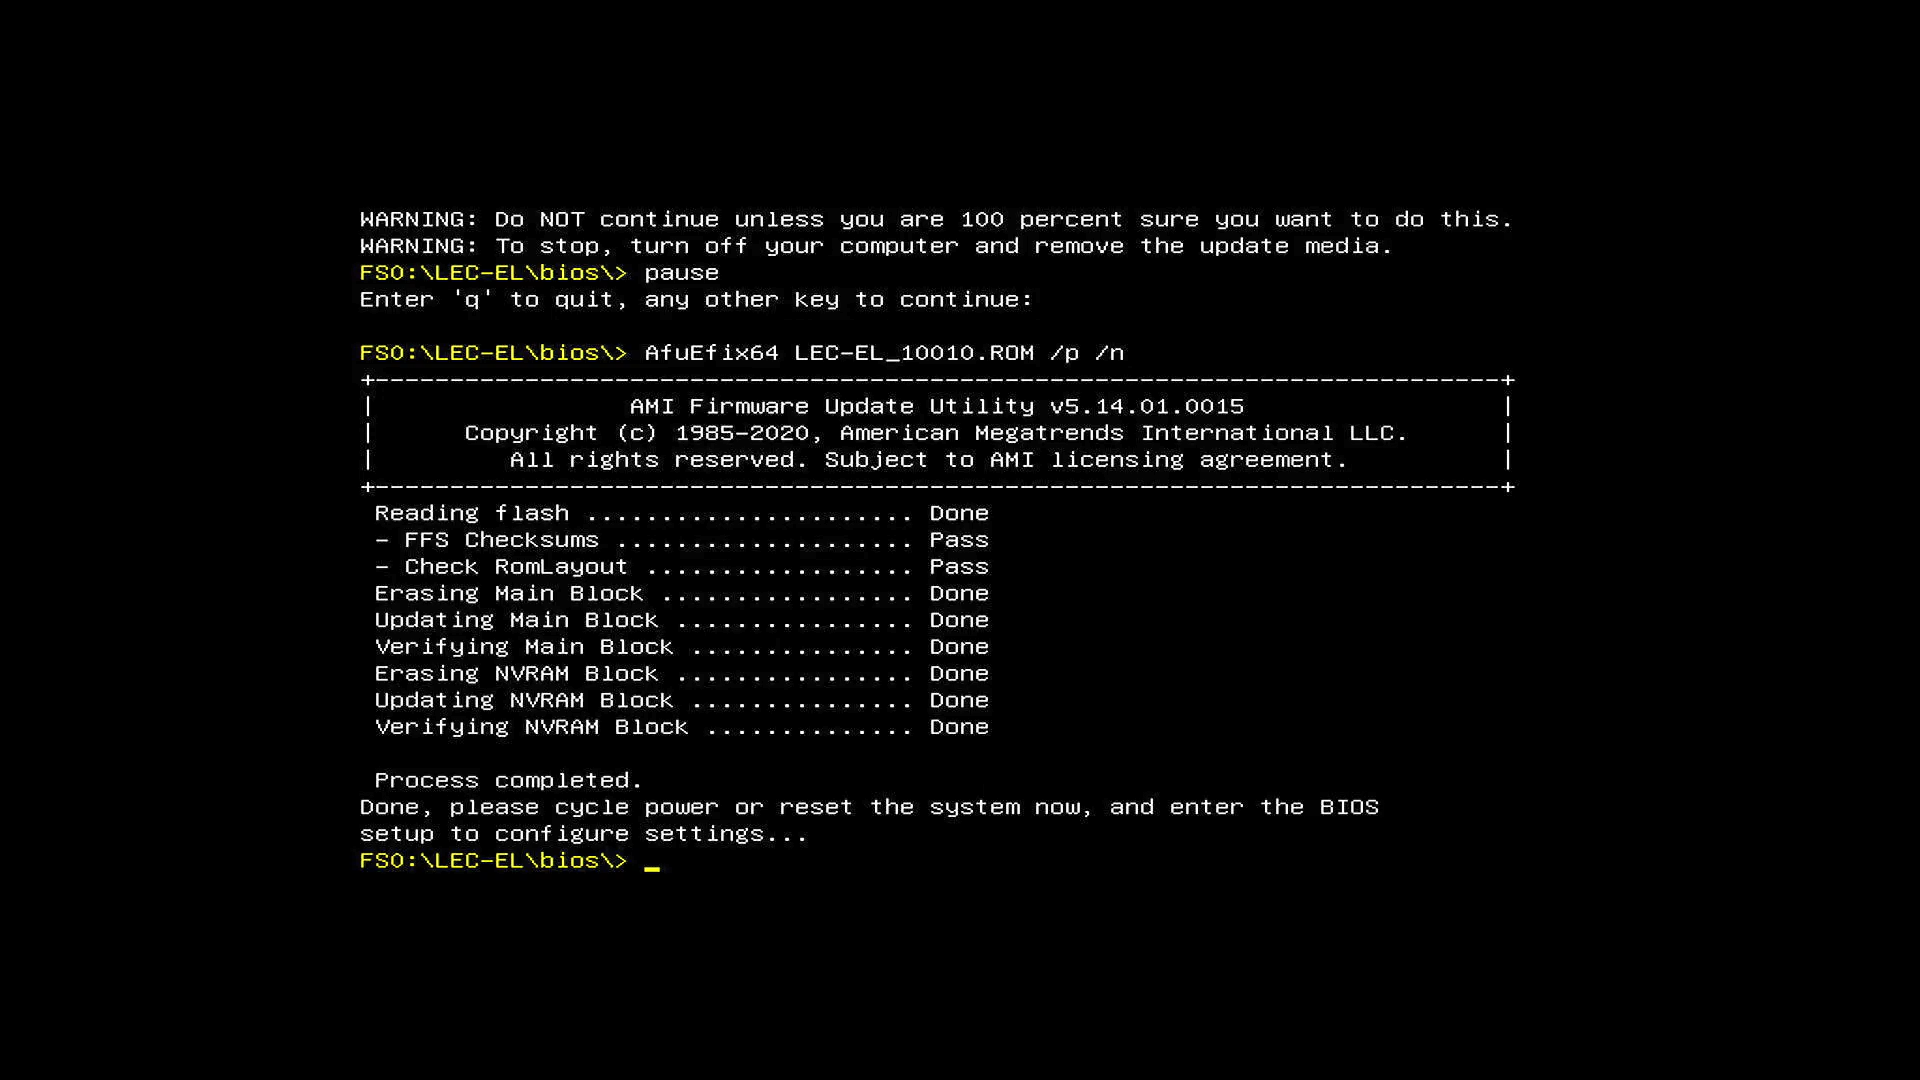 WARNING: Do NOT continue unless you are 100 percent sure you want to do this.
WARNING: To stop, turn off your computer and remove the update media.
FS0:\LEC-EL\bios\> pause
Enter 'q' to quit, any other key to continue:
FS0:\LEC-EL\bios\> AfuEfix64 LEC-EL_10010.ROM /p /n
+---------------------------------------------------------------------------+
| AMI Firmware Update Utility v5.14.01.0015 |
| Copyright (c) 1985-2020, American Megatrends International LLC. |
| All rights reserved. Subject to AMI licensing agreement. |
+---------------------------------------------------------------------------+
Reading flash ...................... Done
- FFS Checksums .................... Pass
- Check RomLayout .................. Pass
Erasing Main Block ................. Done
Updating Main Block ................ Done
Verifying Main Block ............... Done
Erasing NVRAM Block ................ Done
Updating NVRAM Block ............... Done
Verifying NVRAM Block .............. Done
Process completed.
Done, please cycle power or reset the system now, and enter the BIOS
setup to configure settings...
FS0:\LEC-EL\bios\> _